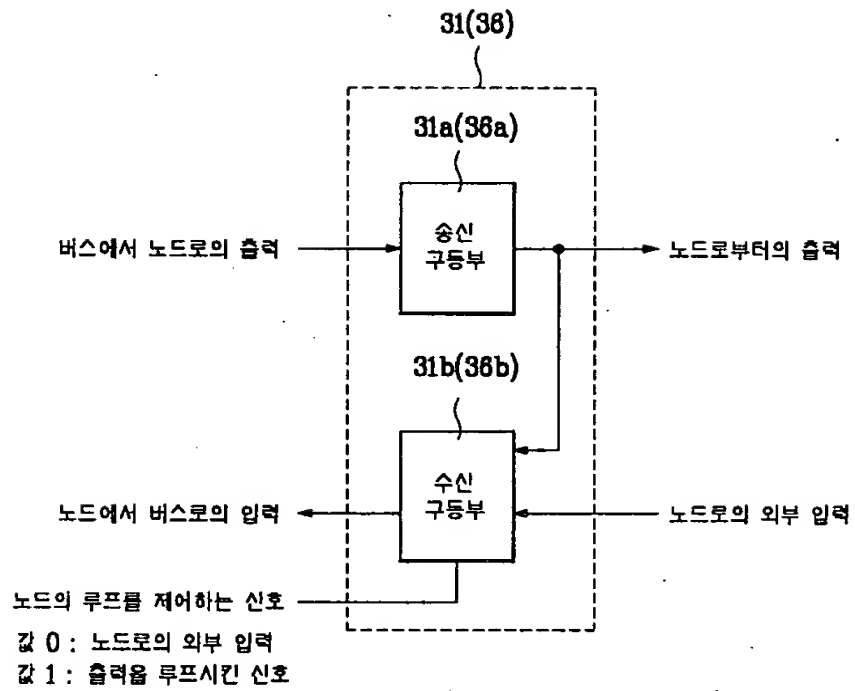 31(36)
31a(36a)
송신
구동부
버스에서 노드로의 출력
노드로부터의 출력
31b(36b)
수신
구동부
노드에서 버스로의 입력
노드로의 외부 입력
노드의 루프를 제어하는 신호
값 0 : 노드로의 외부 입력
값 1 : 출력을 루프시킨 신호